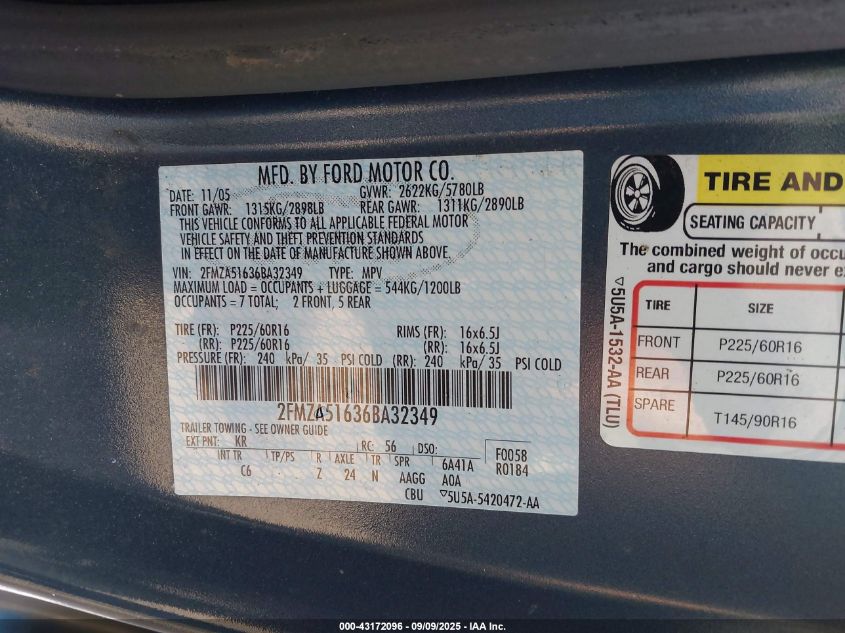 MFD. BY FORD MOTOR CO.
DATE: 11/05 GVWR: 2622KG/5780LB
FRONT GAWR: 1315KG/2898LB REAR GAWR: 1311KG/2890LB
THIS VEHICLE CONFORMS TO ALL APPLICABLE FEDERAL MOTOR
VEHICLE SAFETY AND THEFT PREVENTION STANDARDS
IN EFFECT ON THE DATE OF MANUFACTURE SHOWN ABOVE.
VIN: 2FMZA51636BA32349 TYPE: MPV
MAXIMUM LOAD = OCCUPANTS + LUGGAGE = 544KG/1200LB
OCCUPANTS = 7 TOTAL; 2 FRONT, 5 REAR
TIRE (FR): P225/60R16 RIMS (FR): 16x6.5J
(RR): P225/60R16 (RR): 16x6.5J
PRESSURE (FR): 240 kPa/ 35 PSI COLD (RR): 240 kPa/ 35 PSI COLD
2FMZA51636BA32349
TRAILER TOWING - SEE OWNER GUIDE
EXT PNT: KR RC: 56 DSO: F0058
INT TR TP/PS R AXLE TR SPR 6A41A R0184
C6 Z 24 N AAGG A0A
CBU ▽5U5A-5420472-AA
TIRE AND
SEATING CAPACITY
The combined weight of occu
and cargo should never ex
TIRE SIZE
FRONT P225/60R16
REAR P225/60R16
SPARE T145/90R16
▽5U5A-1532-AA (TLU)
000-43172096 - 09/09/2025 - IAA Inc.